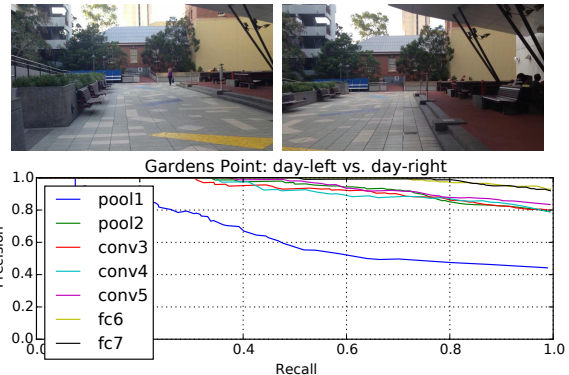 Gardens Point: day-left vs. day-right
1.0
0.8
0.6
0.4
0.2
0.0
Precision
pool1
pool2
conv3
conv4
conv5
fc6
fc7
0.0 0.4 0.6 0.8 1.0
Recall